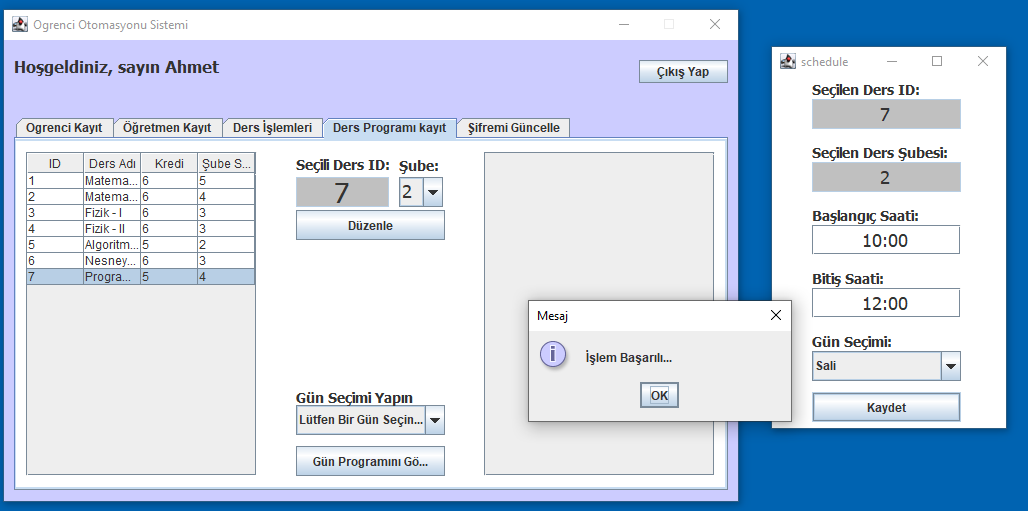 Ogrenci Otomasyonu Sistemi
Hoşgeldiniz, sayın Ahmet
Çıkış Yap
Ogrenci Kayıt
Öğretmen Kayıt
Ders İşlemleri
Ders Programı kayıt
Şifremi Güncelle
ID Ders Adı Kredi Şube S...
1 Matema... 6 5
2 Matema... 6 4
3 Fizik - I 6 3
4 Fizik - II 6 3
5 Algoritm... 5 2
6 Nesney... 6 3
7 Progra... 5 4
Seçili Ders ID: Şube:
7 2
Düzenle
Gün Seçimi Yapın
Lütfen Bir Gün Seçin...
Gün Programını Gö...
Mesaj
i
İşlem Başarılı...
OK
schedule
Seçilen Ders ID:
7
Seçilen Ders Şubesi:
2
Başlangıç Saati:
10:00
Bitiş Saati:
12:00
Gün Seçimi:
Sali
Kaydet